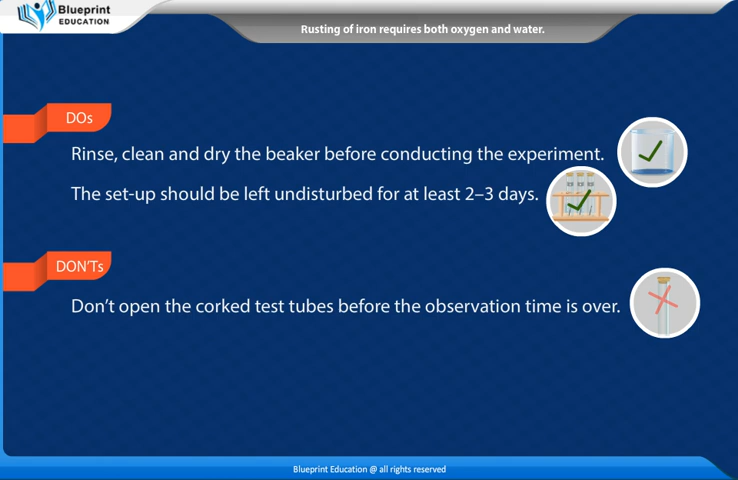 Blueprint
EDUCATION
Rusting of iron requires both oxygen and water.
DOs
Rinse, clean and dry the beaker before conducting the experiment.
The set-up should be left undisturbed for at least 2–3 days.
DON’Ts
Don’t open the corked test tubes before the observation time is over.
Blueprint Education @ all rights reserved